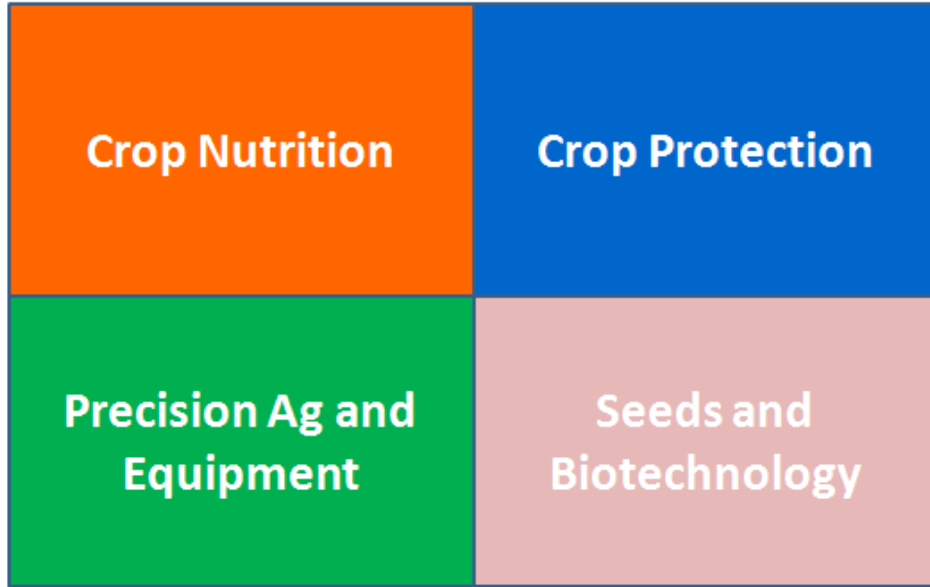 Crop Nutrition
Crop Protection
Precision Ag and
Equipment
Seeds and
Biotechnology